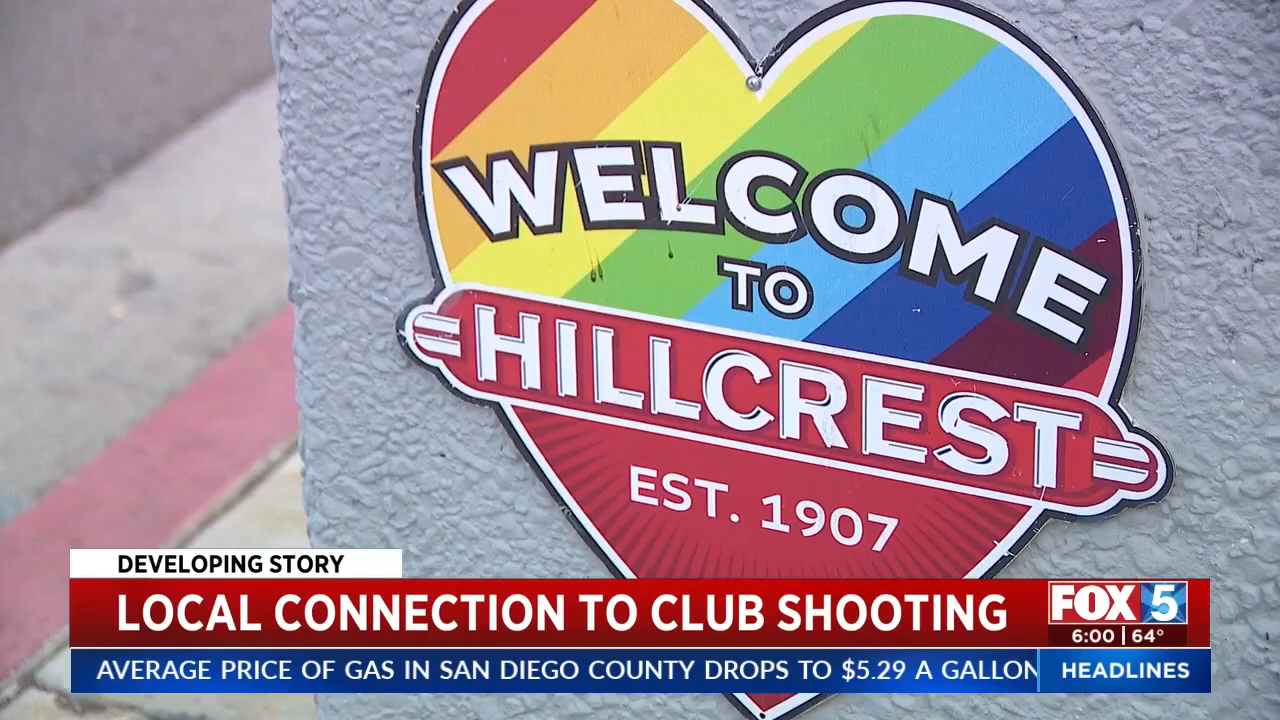 WELCOME
TO
HILLCREST
EST. 1907
DEVELOPING STORY
LOCAL CONNECTION TO CLUB SHOOTING
FOX 5
6:00 | 64°
AVERAGE PRICE OF GAS IN SAN DIEGO COUNTY DROPS TO $5.29 A GALLON
HEADLINES